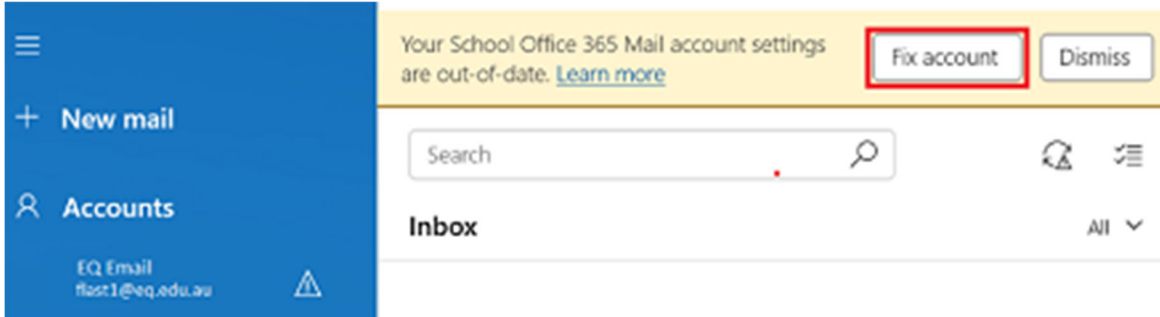 Your School Office 365 Mail account settings
are out-of-date. Learn more
Fix account
Dismiss
New mail
Search
Accounts
Inbox
All
EQ Email
flast1@eq.edu.au